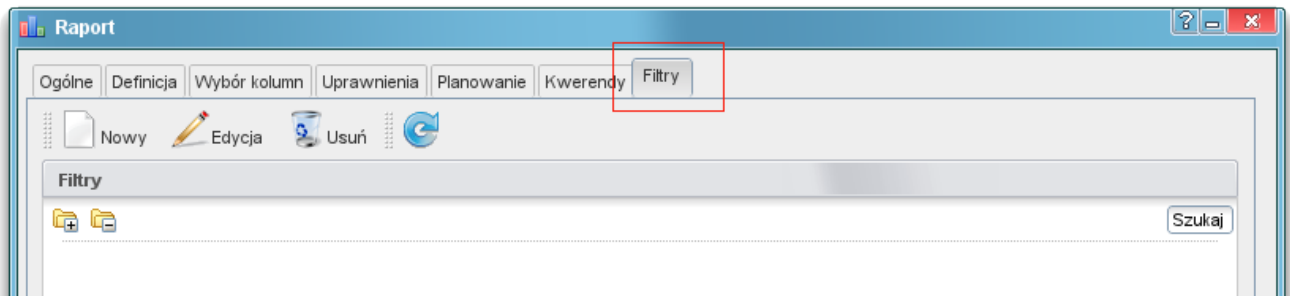 Raport
Ogólne Definicja Wybór kolumn Uprawnienia Planowanie Kwerendy Filtry
Nowy Edycja Usuń
Filtry
Szukaj